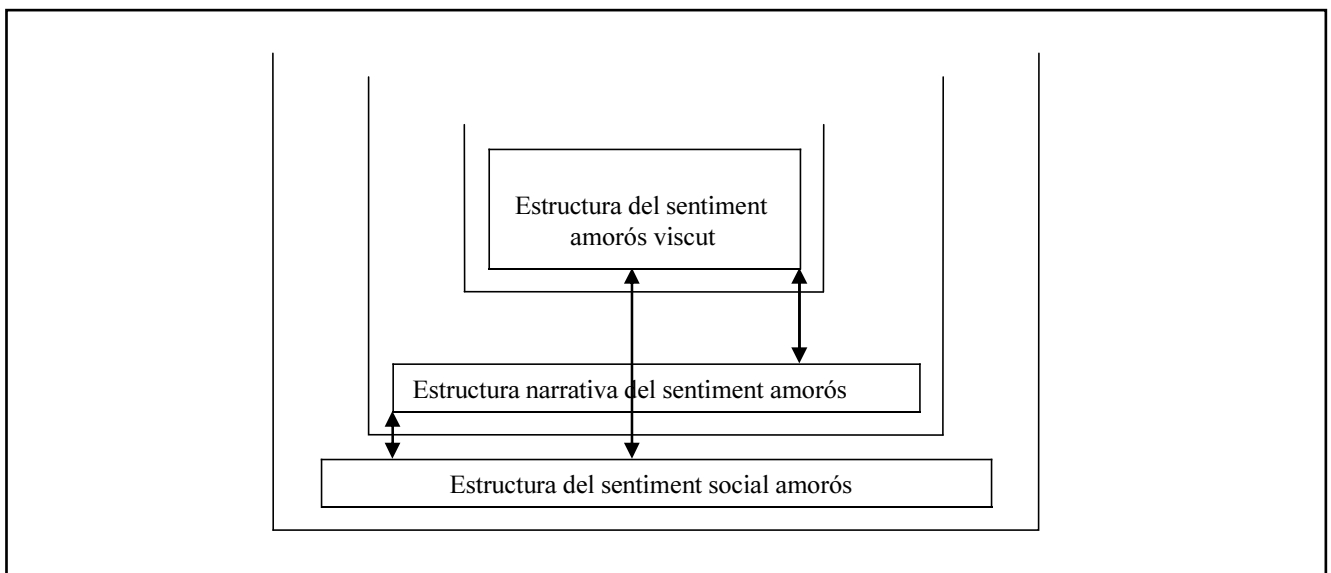 Estructura del sentiment
amorós viscut
Estructura narrativa del sentiment amorós
Estructura del sentiment social amorós